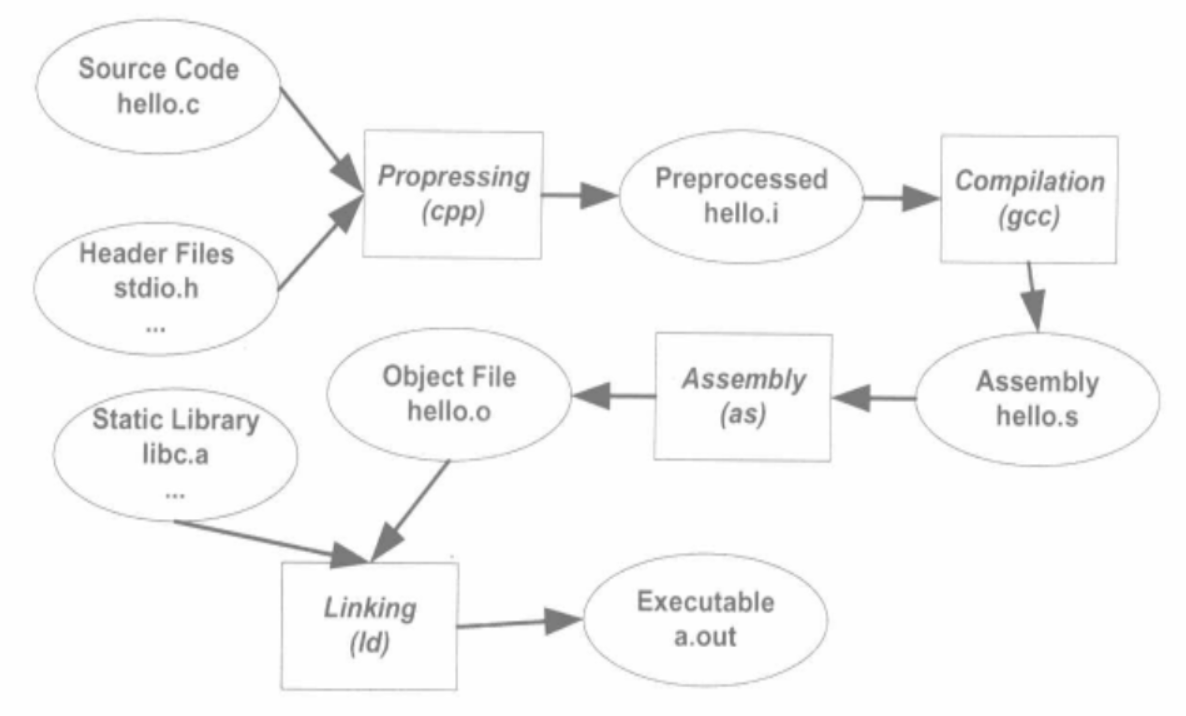 Source Code
hello.c
Propressing
(cpp)
Preprocessed
hello.i
Compilation
(gcc)
Header Files
stdio.h
...
Object File
hello.o
Assembly
(as)
Assembly
hello.s
Static Library
libc.a
...
Linking
(ld)
Executable
a.out